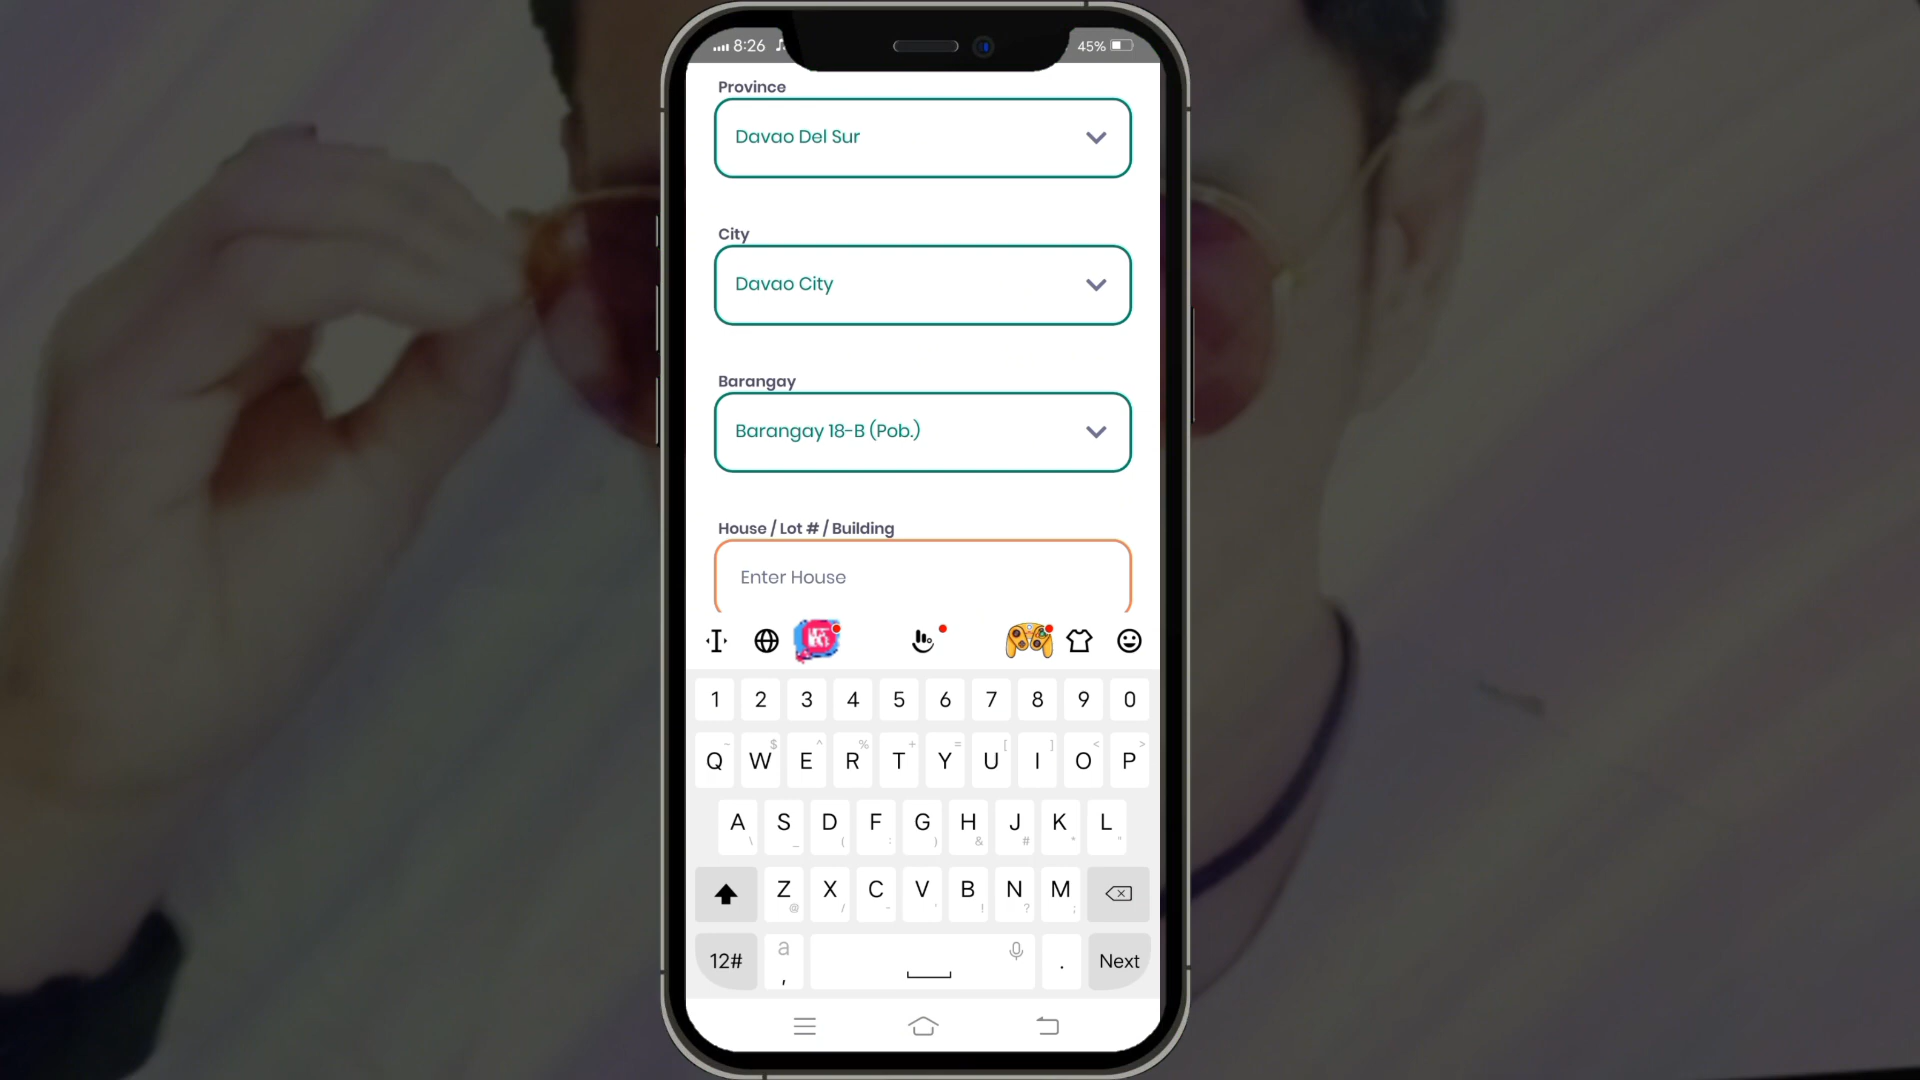 8:26
45%
Province
Davao Del Sur
City
Davao City
Barangay
Barangay 18-B (Pob.)
House / Lot # / Building
Enter House
1 2 3 4 5 6 7 8 9 0
~ $ ^ % + = [ ] < >
Q W E R T Y U I O P
A S D F G H J K L
\ _ ( : ) & # * "
Z X C V B N M
@ / - ' ! ? ;
12# a , . Next